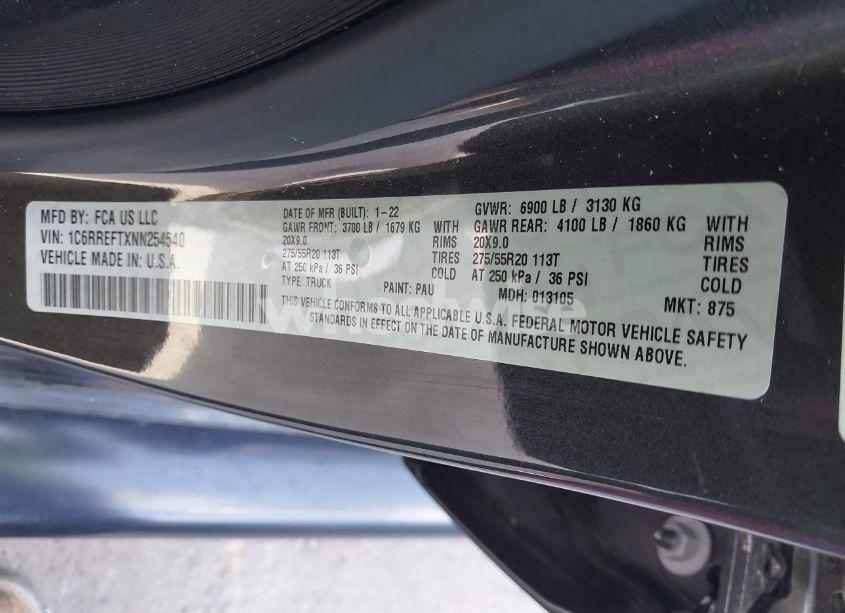 MFD BY: FCA US LLC
VIN: 1C6RREFTXNN254540
VEHICLE MADE IN: U.S.A.
DATE OF MFR (BUILT): 1-22
GAWR FRONT: 3700 LB / 1679 KG WITH
20X9.0 RIMS
275/55R20 113T TIRES
AT 250 kPa / 36 PSI COLD
TYPE: TRUCK PAINT: PAU
GVWR: 6900 LB / 3130 KG
GAWR REAR: 4100 LB / 1860 KG WITH
20X9.0 RIMS
275/55R20 113T TIRES
AT 250 kPa / 36 PSI COLD
MDH: 013105 MKT: 875
THIS VEHICLE CONFORMS TO ALL APPLICABLE U.S.A. FEDERAL MOTOR VEHICLE SAFETY
STANDARDS IN EFFECT ON THE DATE OF MANUFACTURE SHOWN ABOVE.